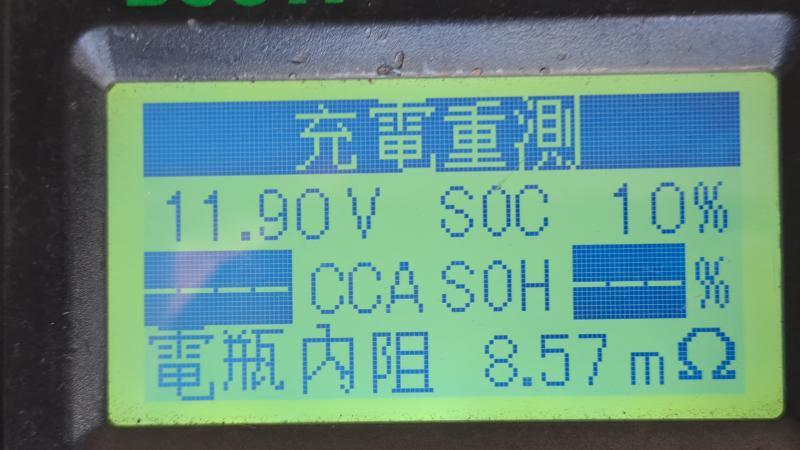 充電重測
11.90V SOC 10%
--- CCA SOH ---%
電瓶內阻 8.57mΩ